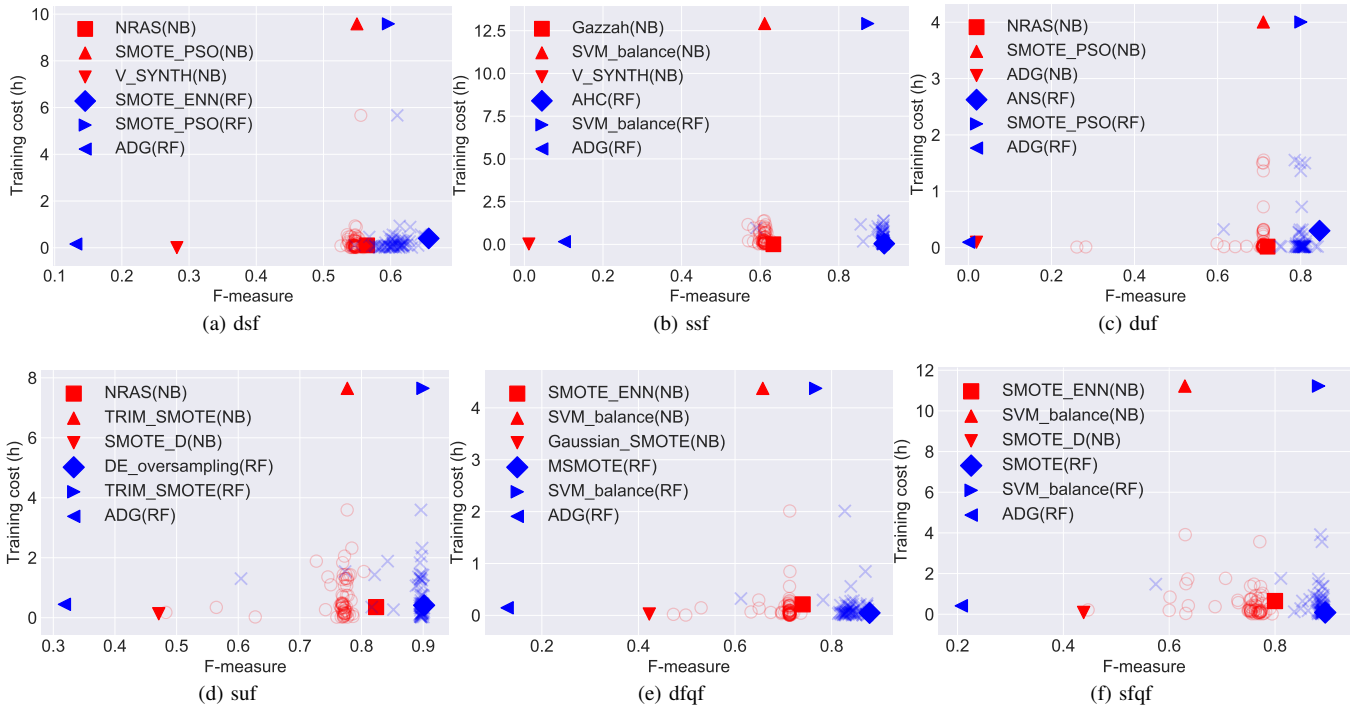 10
8
6
4
2
0
Training cost (h)
NRAS(NB)
SMOTE_PSO(NB)
V_SYNTH(NB)
SMOTE_ENN(RF)
SMOTE_PSO(RF)
ADG(RF)
0.1 0.2 0.3 0.4 0.5 0.6
F-measure
(a) dsf
12.5
10.0
7.5
5.0
2.5
0.0
Training cost (h)
Gazzah(NB)
SVM_balance(NB)
V_SYNTH(NB)
AHC(RF)
SVM_balance(RF)
ADG(RF)
0.0 0.2 0.4 0.6 0.8
F-measure
(b) ssf
4
3
2
1
0
Training cost (h)
NRAS(NB)
SMOTE_PSO(NB)
ADG(NB)
ANS(RF)
SMOTE_PSO(RF)
ADG(RF)
0.0 0.2 0.4 0.6 0.8
F-measure
(c) duf
8
6
4
2
0
Training cost (h)
NRAS(NB)
TRIM_SMOTE(NB)
SMOTE_D(NB)
DE_oversampling(RF)
TRIM_SMOTE(RF)
ADG(RF)
0.3 0.4 0.5 0.6 0.7 0.8 0.9
F-measure
(d) suf
4
3
2
1
0
Training cost (h)
SMOTE_ENN(NB)
SVM_balance(NB)
Gaussian_SMOTE(NB)
MSMOTE(RF)
SVM_balance(RF)
ADG(RF)
0.2 0.4 0.6 0.8
F-measure
(e) dfqf
12
10
8
6
4
2
0
Training cost (h)
SMOTE_ENN(NB)
SVM_balance(NB)
SMOTE_D(NB)
SMOTE(RF)
SVM_balance(RF)
ADG(RF)
0.2 0.4 0.6 0.8
F-measure
(f) sfqf